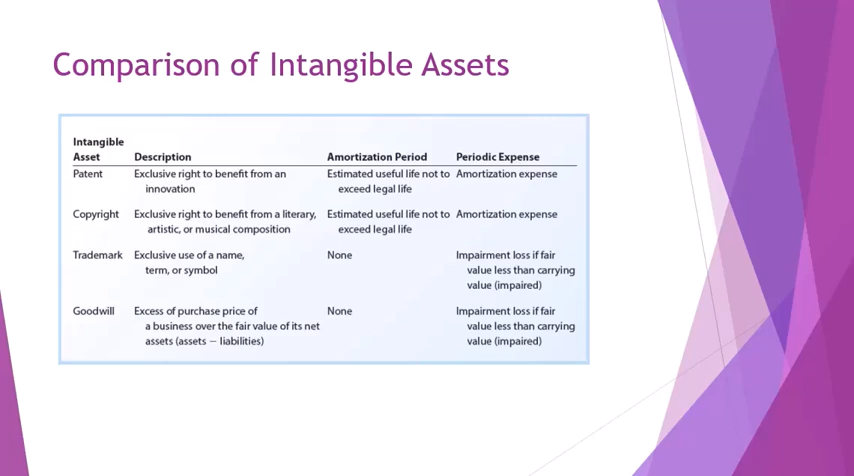 Comparison of Intangible Assets
Intangible
Asset Description Amortization Period Periodic Expense
Patent Exclusive right to benefit from an Estimated useful life not to Amortization expense
innovation exceed legal life
Copyright Exclusive right to benefit from a literary, Estimated useful life not to Amortization expense
artistic, or musical composition exceed legal life
Trademark Exclusive use of a name, None Impairment loss if fair
term, or symbol value less than carrying
value (impaired)
Goodwill Excess of purchase price of None Impairment loss if fair
a business over the fair value of its net value less than carrying
assets (assets − liabilities) value (impaired)